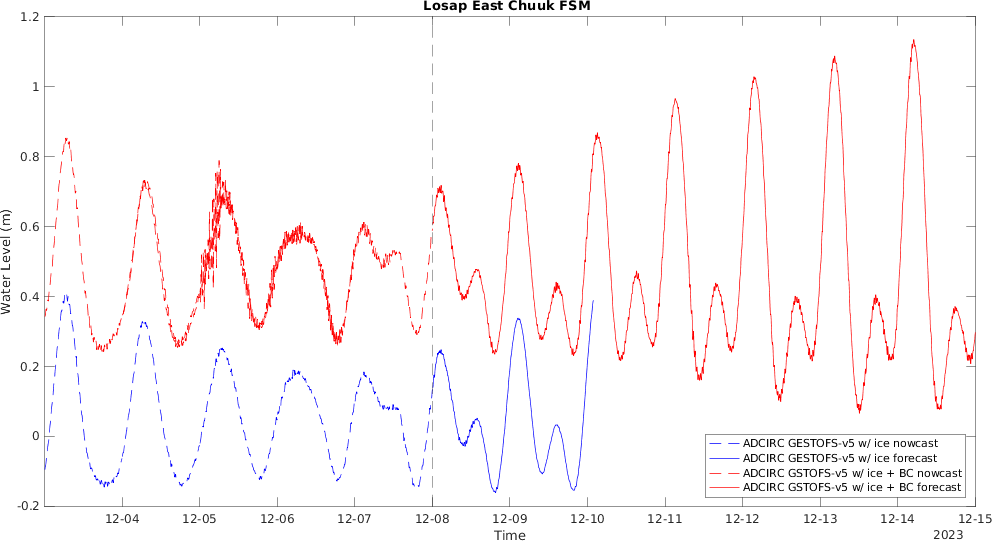 Losap East Chuuk FSM
1.2
1
0.8
0.6
0.4
0.2
0
-0.2
Water Level (m)
12-04 12-05 12-06 12-07 12-08 12-09 12-10 12-11 12-12 12-13 12-14 12-15
Time
2023
ADCIRC GESTOFS-v5 w/ ice nowcast
ADCIRC GESTOFS-v5 w/ ice forecast
ADCIRC GSTOFS-v5 w/ ice + BC nowcast
ADCIRC GSTOFS-v5 w/ ice + BC forecast